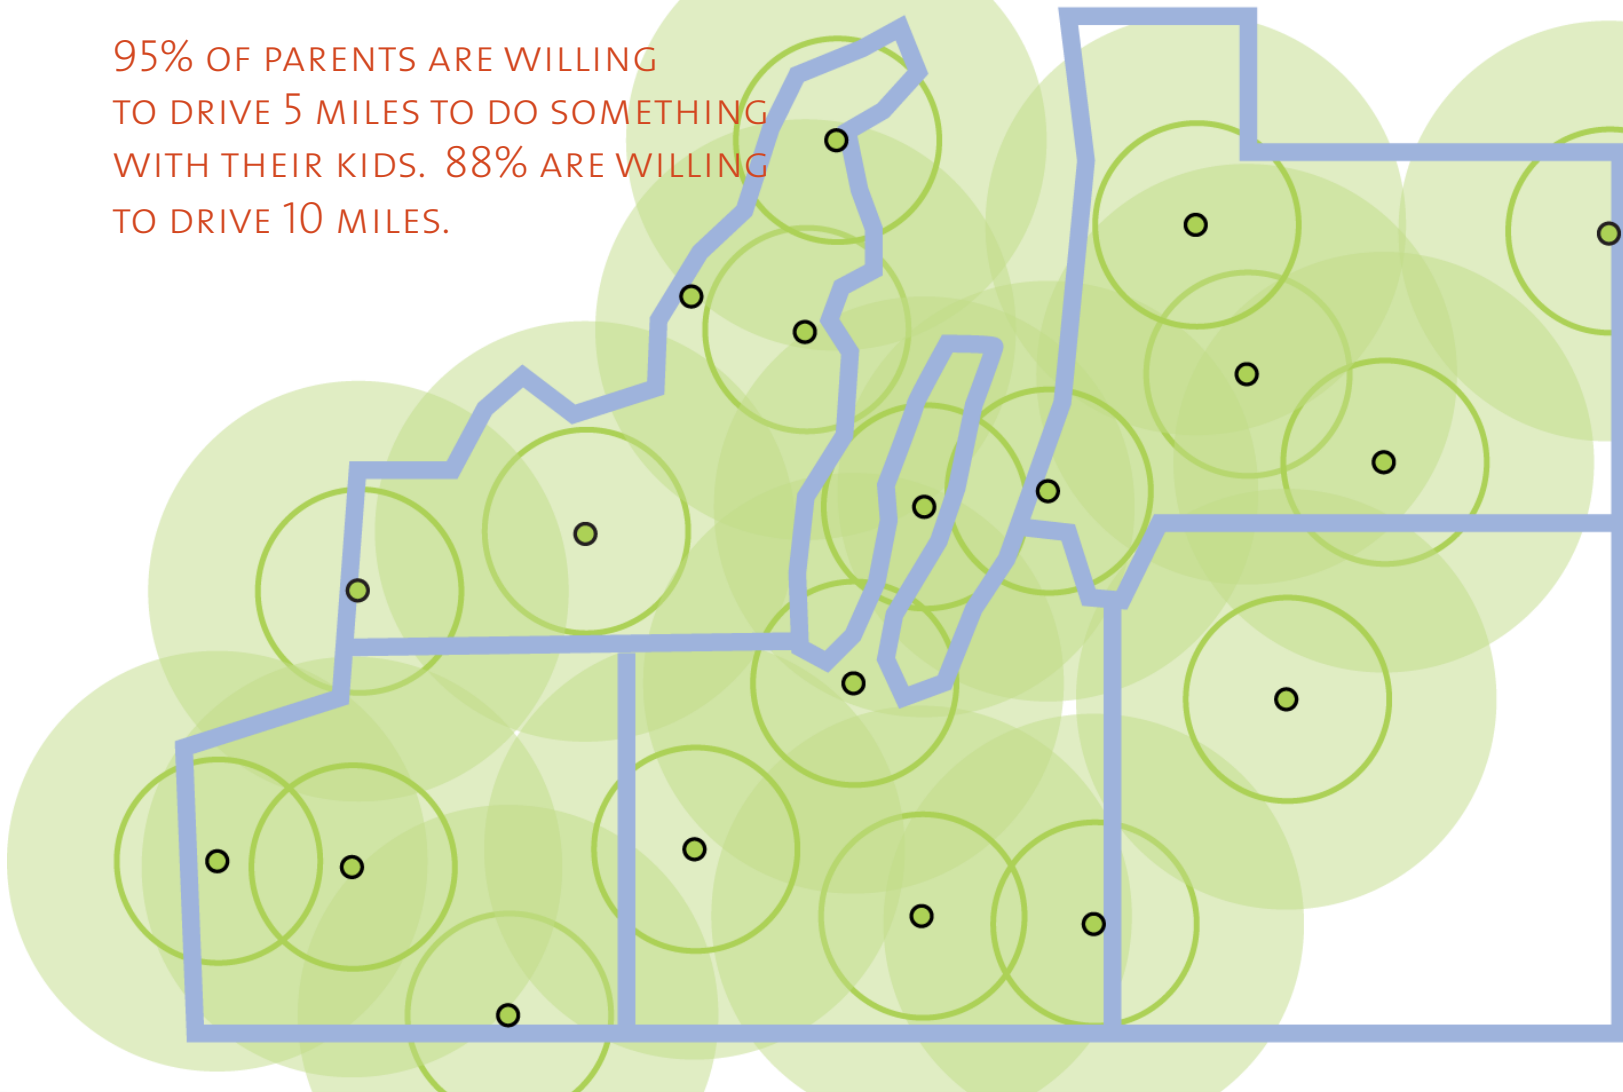 95% OF PARENTS ARE WILLING
TO DRIVE 5 MILES TO DO SOMETHING
WITH THEIR KIDS. 88% ARE WILLING
TO DRIVE 10 MILES.